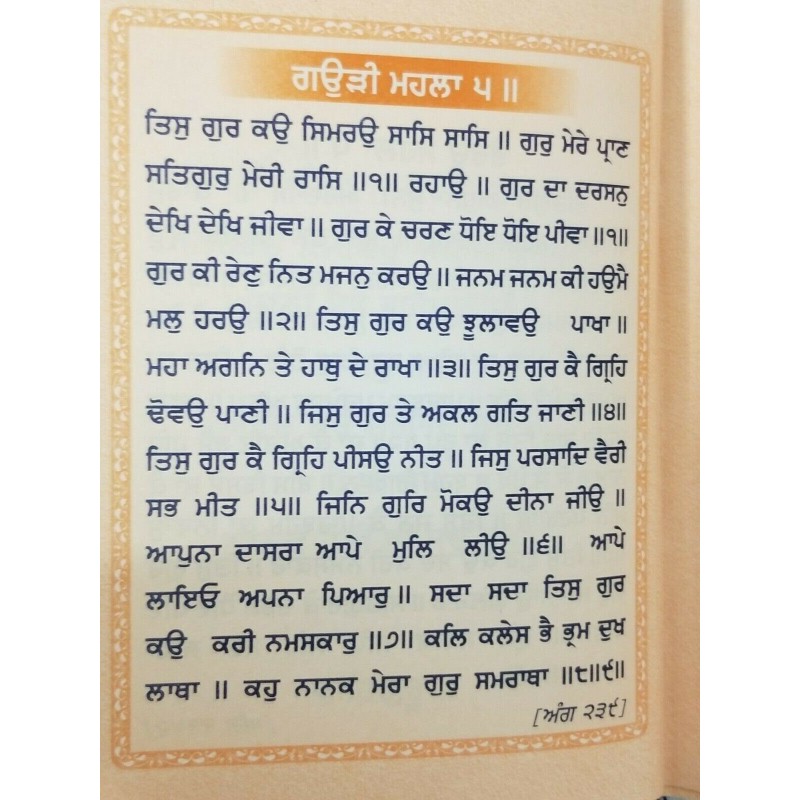 ਗਉੜੀ ਮਹਲਾ ੫ ॥
ਤਿਸੁ ਗੁਰ ਕਉ ਸਿਮਰਉ ਸਾਸਿ ਸਾਸਿ ॥ ਗੁਰੁ ਮੇਰੇ ਪ੍ਰਾਣ
ਸਤਿਗੁਰੁ ਮੇਰੀ ਰਾਸਿ ॥੧॥ ਰਹਾਉ ॥ ਗੁਰ ਦਾ ਦਰਸਨੁ
ਦੇਖਿ ਦੇਖਿ ਜੀਵਾ ॥ ਗੁਰ ਕੇ ਚਰਣ ਧੋਇ ਧੋਇ ਪੀਵਾ ॥੧॥
ਗੁਰ ਕੀ ਰੇਣੁ ਨਿਤ ਮਜਨੁ ਕਰਉ ॥ ਜਨਮ ਜਨਮ ਕੀ ਹਉਮੈ
ਮਲੁ ਹਰਉ ॥੨॥ ਤਿਸੁ ਗੁਰ ਕਉ ਝੂਲਾਵਉ ਪਾਖਾ ॥
ਮਹਾ ਅਗਨਿ ਤੇ ਹਾਥੁ ਦੇ ਰਾਖਾ ॥੩॥ ਤਿਸੁ ਗੁਰ ਕੈ ਗ੍ਰਿਹਿ
ਢੋਵਉ ਪਾਣੀ ॥ ਜਿਸੁ ਗੁਰ ਤੇ ਅਕਲ ਗਤਿ ਜਾਣੀ ॥੪॥
ਤਿਸੁ ਗੁਰ ਕੈ ਗ੍ਰਿਹਿ ਪੀਸਉ ਨੀਤ ॥ ਜਿਸੁ ਪਰਸਾਦਿ ਵੈਰੀ
ਸਭ ਮੀਤ ॥੫॥ ਜਿਨਿ ਗੁਰਿ ਮੋਕਉ ਦੀਨਾ ਜੀਉ ॥
ਆਪੁਨਾ ਦਾਸਰਾ ਆਪੇ ਮੁਲਿ ਲੀਉ ॥੬॥ ਆਪੇ
ਲਾਇਓ ਅਪਨਾ ਪਿਆਰੁ ॥ ਸਦਾ ਸਦਾ ਤਿਸੁ ਗੁਰ
ਕਉ ਕਰੀ ਨਮਸਕਾਰੁ ॥੭॥ ਕਲਿ ਕਲੇਸ ਭੈ ਭ੍ਰਮ ਦੁਖ
ਲਾਥਾ ॥ ਕਹੁ ਨਾਨਕ ਮੇਰਾ ਗੁਰੁ ਸਮਰਾਥਾ ॥੮॥੯॥
[ਅੰਗ ੨੩੯]